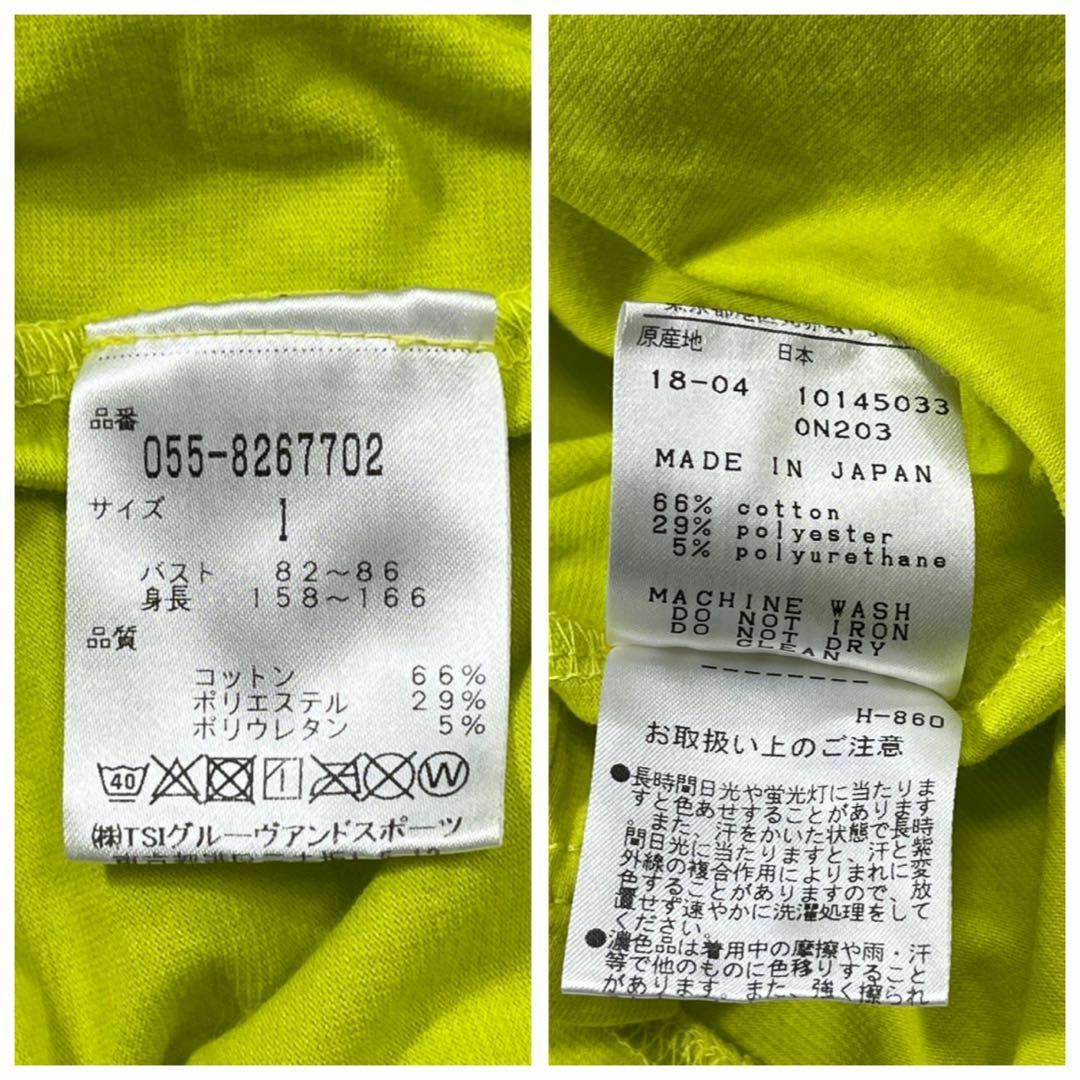 品番
055-8267702
サイズ 1
バスト 82〜86
身長 158〜166
品質
コットン 66%
ポリエステル 29%
ポリウレタン 5%
40 W
㈱TSIグルーヴアンドスポーツ
原産地 日本
18-04 10145033
0N203
MADE IN JAPAN
66% cotton
29% polyester
5% polyurethane
MACHINE WASH
DO NOT IRON
DO NOT DRY
CLEAN
--------
H-860
お取扱い上のご注意
●長時間日光や蛍光灯に当たりま
すと色あせすることがあります
。また、汗をかいた状態で長時
間日光に当たりますと、汗と紫
外線の複合作用によりまれに変
色することがありますので、放
置せず速やかに洗濯処理をして
ください。
●濃色品は着用中の摩擦や雨・汗
等で他のものに色移りすること
があります。また、強く擦られ